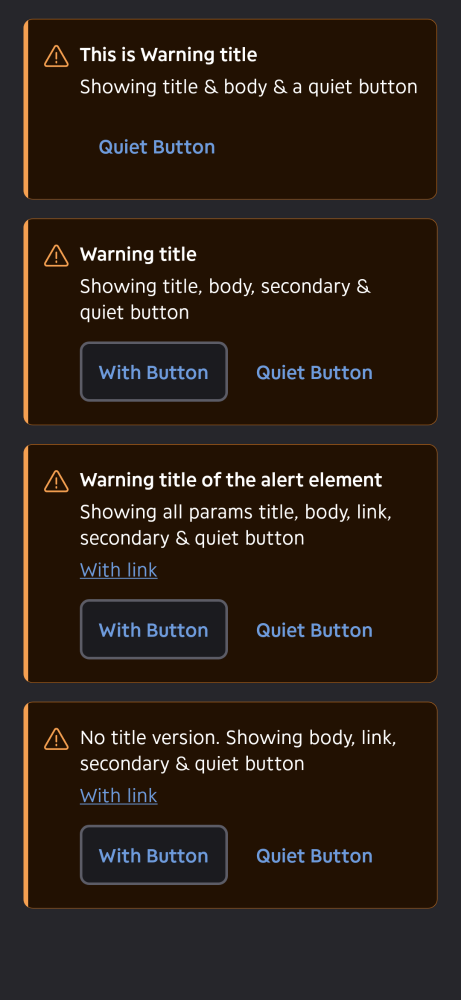 This is Warning title
Showing title & body & a quiet button
Quiet Button
Warning title
Showing title, body, secondary &
quiet button
With Button
Quiet Button
Warning title of the alert element
Showing all params title, body, link,
secondary & quiet button
With link
With Button
Quiet Button
No title version. Showing body, link,
secondary & quiet button
With link
With Button
Quiet Button